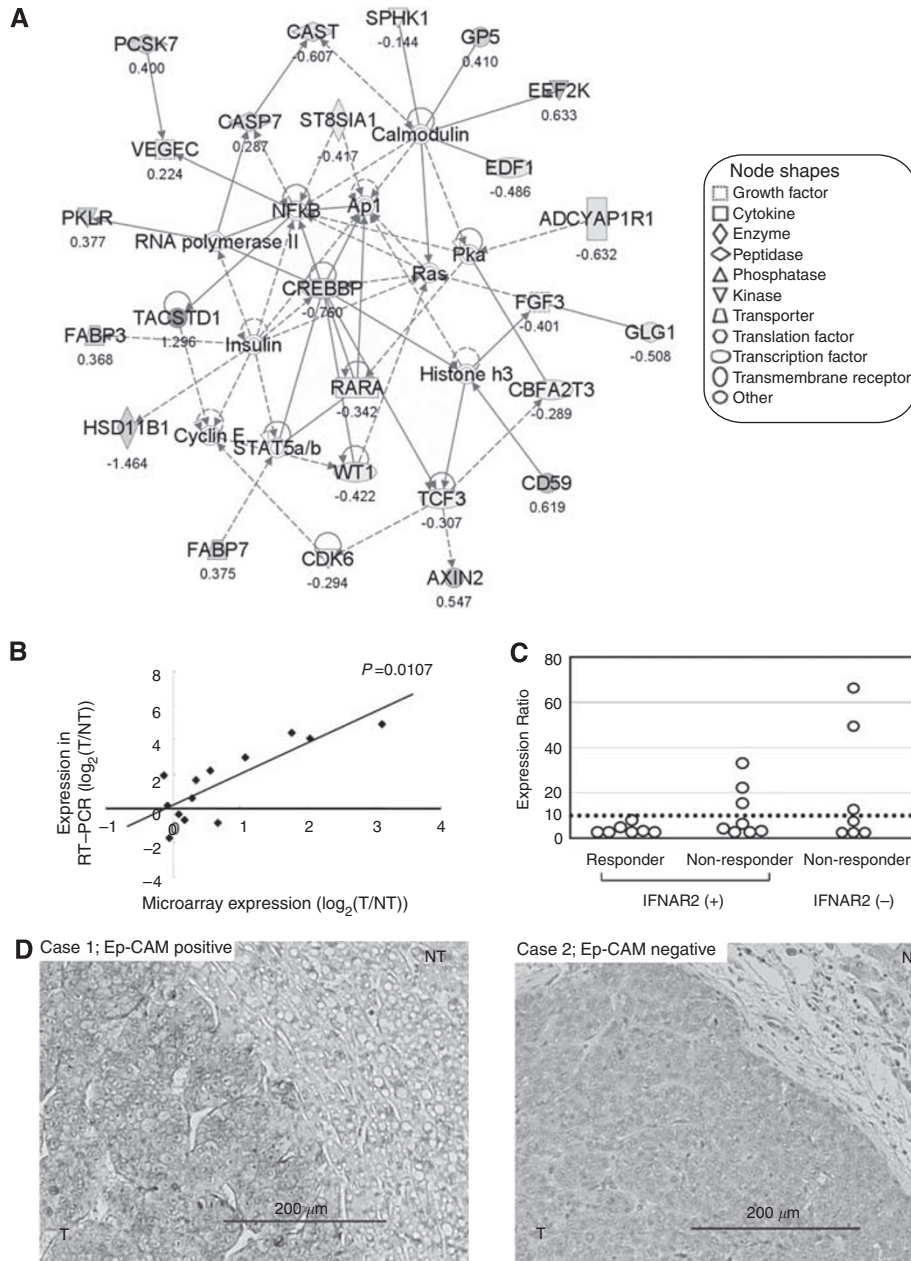 A
PCSK7
0.400
CAST
-0.607
SPHK1
-0.144
GP5
0.410
EEF2K
0.633
CASP7
0.287
ST8SIA1
-0.417
Calmodulin
VEGEC
0.224
EDF1
-0.486
PKLR
0.377
NFkB
Ap1
ADCYAP1R1
-0.632
RNA polymerase II
Pka
Ras
CREBBP
-0.760
TACSTD1
1.296
FGF3
-0.401
FABP3
0.368
Insulin
GLG1
-0.508
RARA
-0.342
Histone h3
CBFA2T3
-0.289
HSD11B1
-1.464
Cyclin E
STAT5a/b
WT1
-0.422
TCF3
-0.307
CD59
0.619
FABP7
0.375
CDK6
-0.294
AXIN2
0.547
Node shapes
Growth factor
Cytokine
Enzyme
Peptidase
Phosphatase
Kinase
Transporter
Translation factor
Transcription factor
Transmembrane receptor
Other
B
P=0.0107
Expression in
RT–PCR (log2(T/NT))
8
6
4
2
0
–2
–4
–1
0
1
2
3
4
Microarray expression (log2(T/NT))
C
Expression Ratio
80
60
40
20
10
0
Responder
Non-responder
Non-responder
IFNAR2 (+)
IFNAR2 (–)
D
Case 1; Ep-CAM positive
NT
200 μm
T
Case 2; Ep-CAM negative
N
200 μm
T